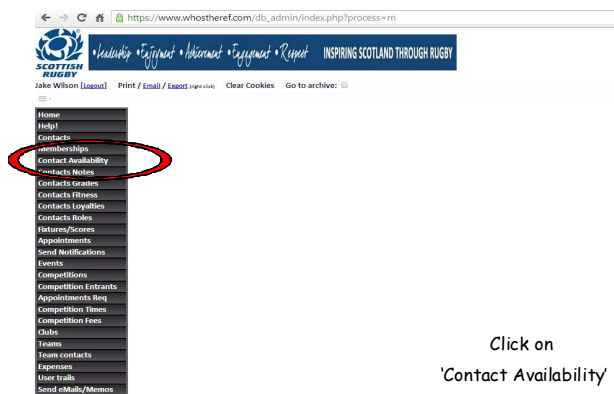 https://www.whostheref.com/db_admin/index.php?process=m
• Leadership • Enjoyment • Achievement • Engagement • Respect INSPIRING SCOTLAND THROUGH RUGBY
SCOTTISH
RUGBY
Jake Wilson [Logout] Print / Email / Export (right click) Clear Cookies Go to archive:
Home
Help!
Contacts
Memberships
Contact Availability
Contacts Notes
Contacts Grades
Contacts Fitness
Contacts Loyalties
Contacts Roles
Fixtures/Scores
Appointments
Send Notifications
Events
Competitions
Competition Entrants
Appointments Req
Competition Times
Competition Fees
Clubs
Teams
Team contacts
Expenses
User trails
Send eMails/Memos
Click on
'Contact Availability'